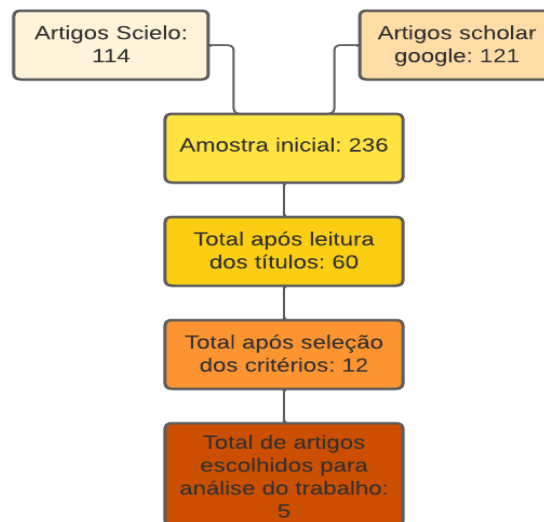 Artigos Scielo:
114
Artigos scholar
google: 121
Amostra inicial: 236
Total após leitura
dos títulos: 60
Total após seleção
dos critérios: 12
Total de artigos
escolhidos para
análise do trabalho:
5